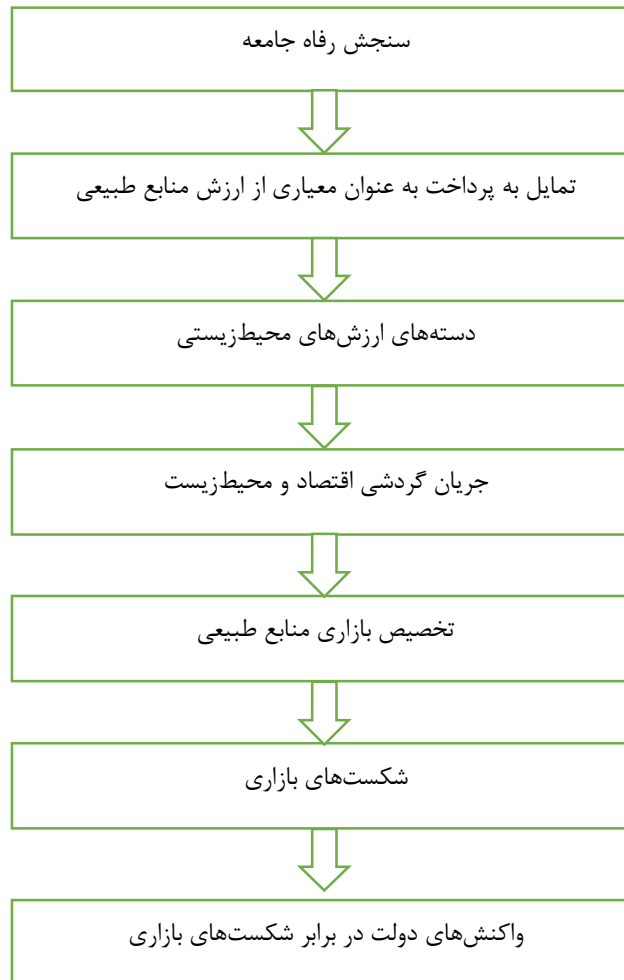 سنجش رفاه جامعه
تمایل به پرداخت به عنوان معیاری از ارزش منابع طبیعی
دسته‌های ارزش‌های محیط‌زیستی
جریان گردشی اقتصاد و محیط‌زیست
تخصیص بازاری منابع طبیعی
شکست‌های بازاری
واکنش‌های دولت در برابر شکست‌های بازاری